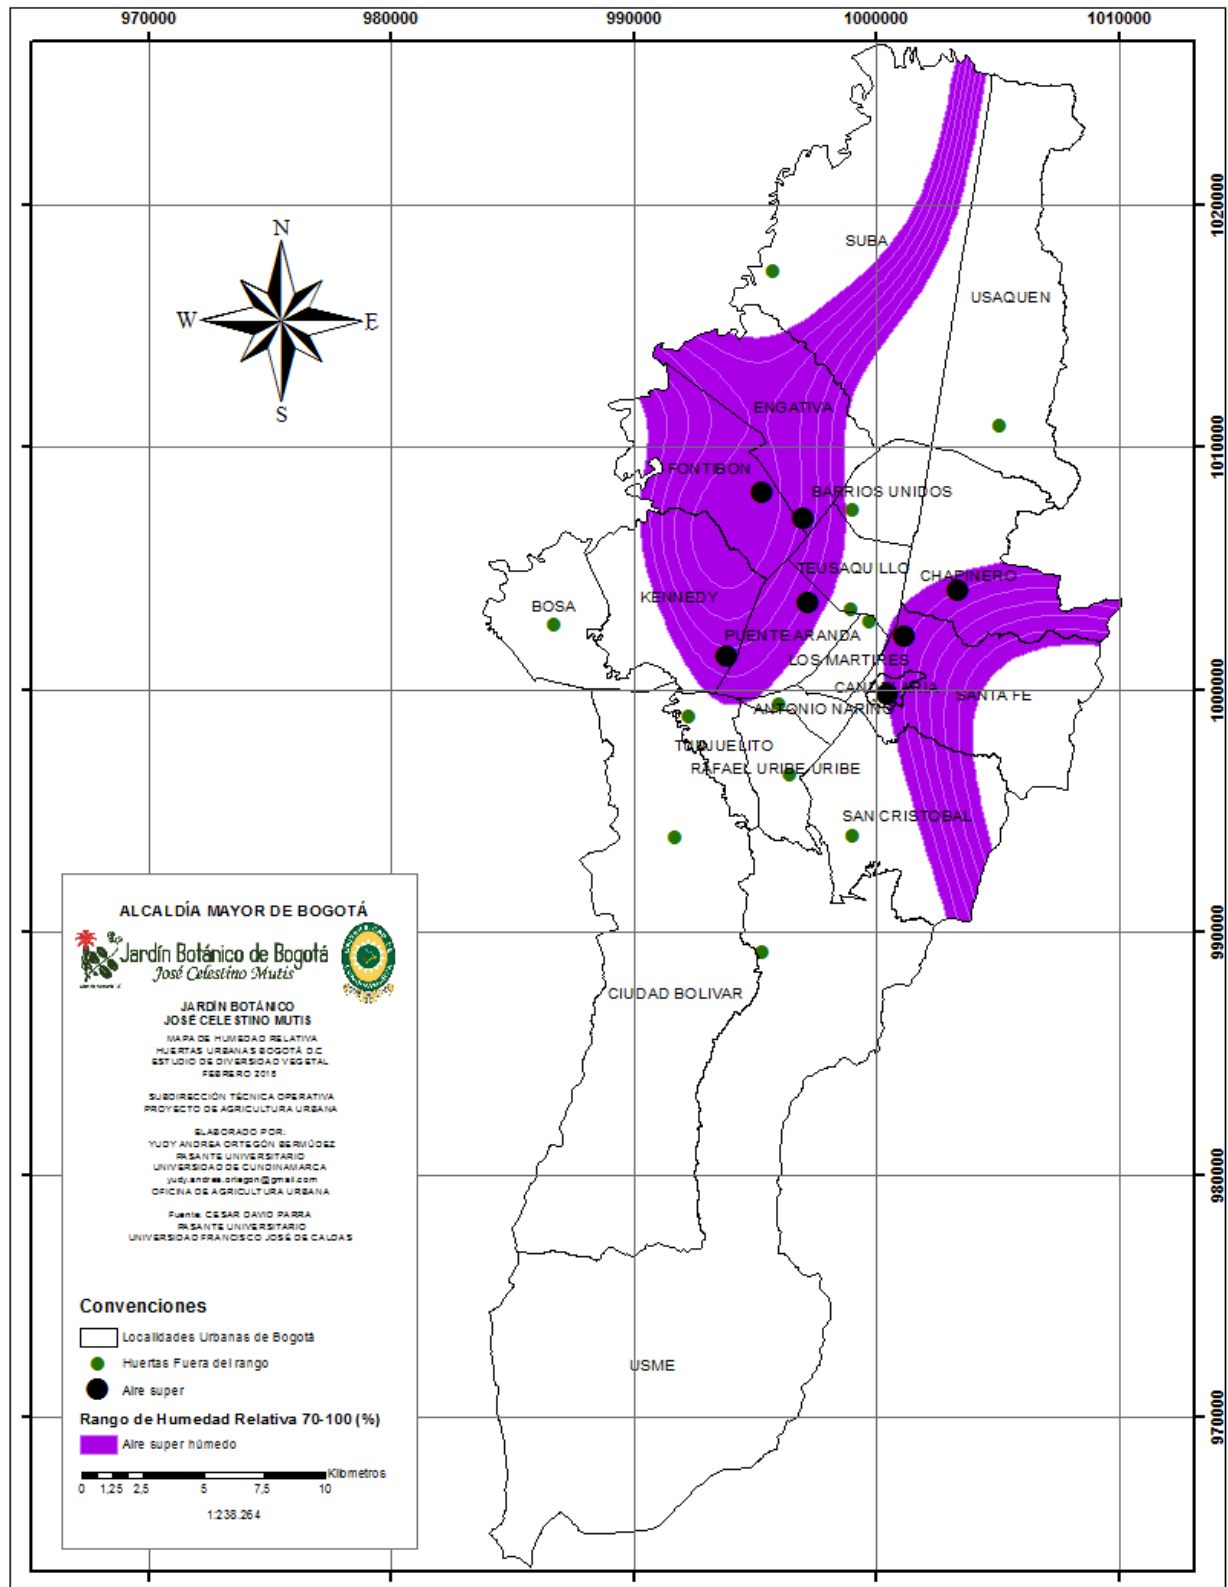 970000
980000
990000
1000000
1010000
1020000
1010000
1000000
990000
980000
970000
N
W
E
S
SUBA
USAQUEN
ENGATIVA
FONTIBON
BARRIOS UNIDOS
TEUSAQUILLO
CHAPINERO
BOSA
KENNEDY
PUENTE ARANDA
LOS MARTIRES
CANDELARIA
SANTA FE
ANTONIO NARIÑO
TUNJUELITO
RAFAEL URIBE URIBE
SAN CRISTOBAL
CIUDAD BOLIVAR
USME
ALCALDÍA MAYOR DE BOGOTÁ
Jardín Botánico de Bogotá
José Celestino Mutis
JARDÍN BOTÁNICO
JOSÉ CELESTINO MUTIS
MAPA DE HUMEDAD RELATIVA
HUERTAS URBANAS BOGOTÁ D.C
ESTUDIO DE DIVERSIDAD VEGETAL
FEBRERO 2018
SUBDIRECCIÓN TÉCNICA OPERATIVA
PROYECTO DE AGRICULTURA URBANA
ELABORADO POR:
YUDY ANDREA ORTEGÓN BERMÚDEZ
PASANTE UNIVERSITARIO
UNIVERSIDAD DE CUNDINAMARCA
yudy.andrea.ortegon@gmail.com
OFICINA DE AGRICULTURA URBANA
Fuente: CESAR DAVID PARRA
PASANTE UNIVERSITARIO
UNIVERSIDAD FRANCISCO JOSÉ DE CALDAS
Convenciones
Localidades Urbanas de Bogotá
Huertas Fuera del rango
Aire super
Rango de Humedad Relativa 70-100 (%)
Aire super húmedo
Kilometros
0 1,25 2,5 5 7,5 10
1:238.264